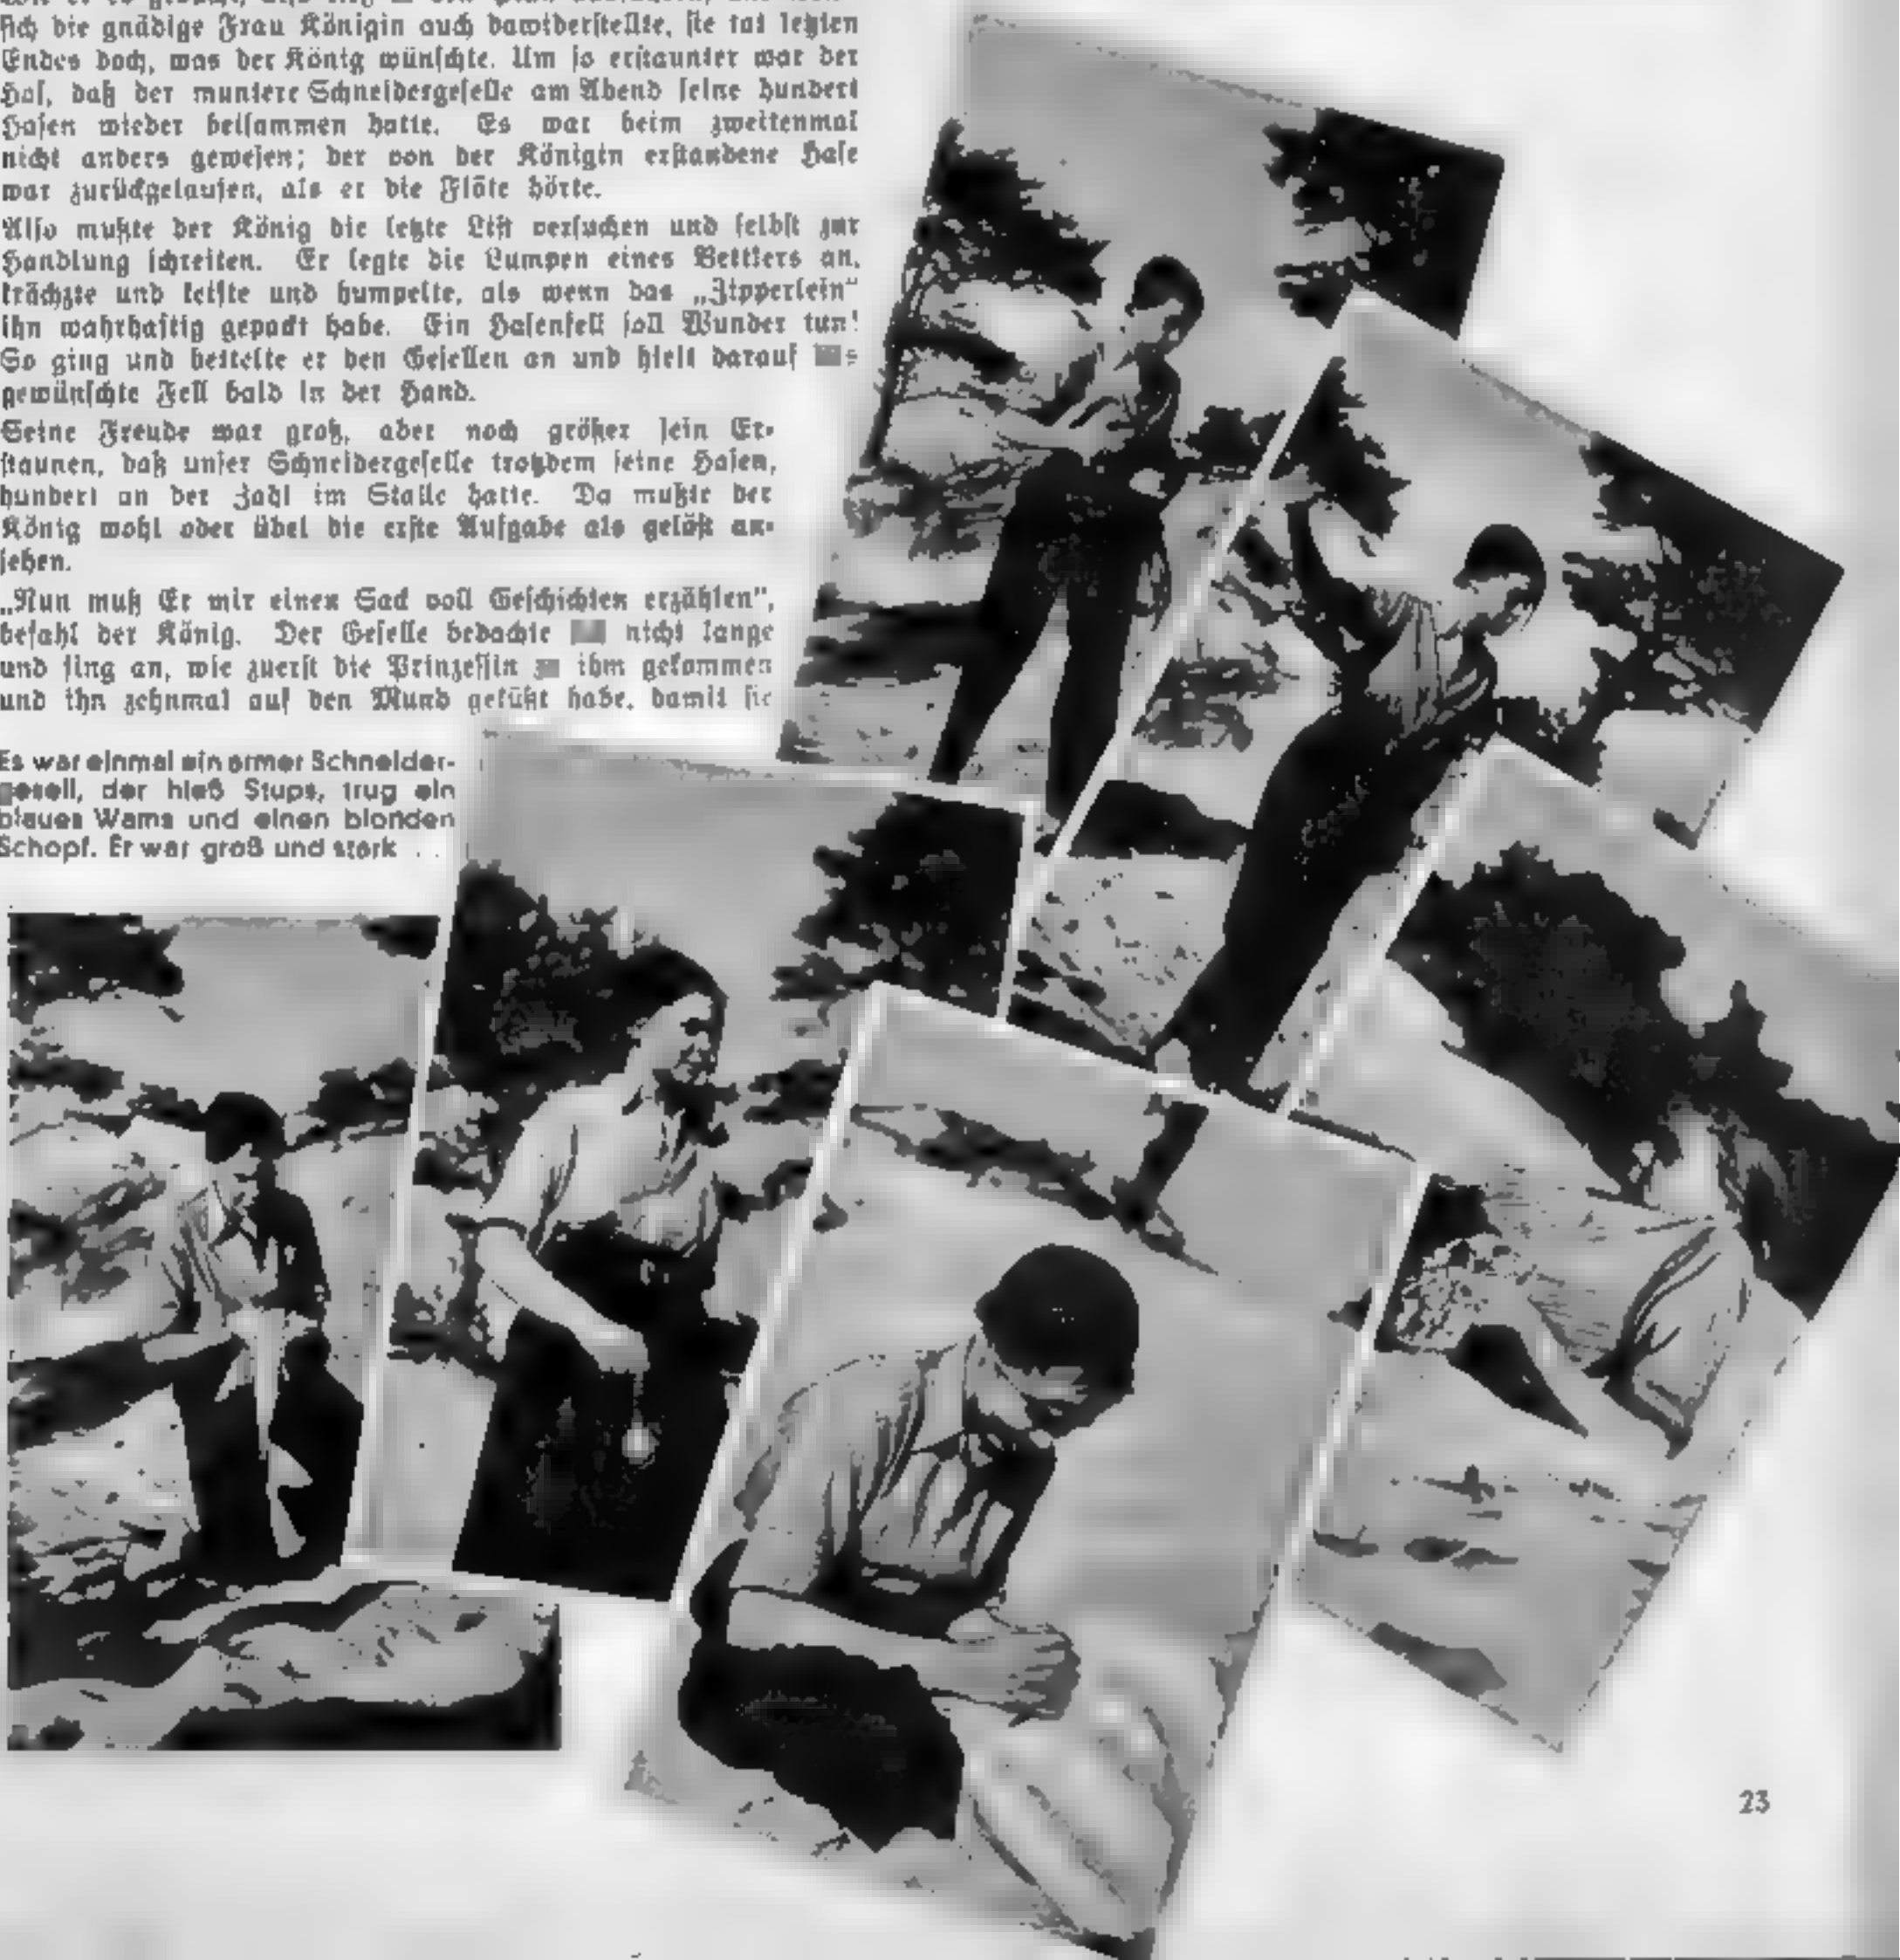 sich die gnädige Frau Königin auch dawiderstellte, sie tat letzten
Endes doch, was der König wünschte. Um so erstaunter war der
Hof, daß der muntere Schneidergeselle am Abend seine hundert
Hasen wieder beisammen hatte. Es war beim zweitenmal
nicht anders gewesen; der von der Königin erstandene Hase
war zurückgelaufen, als er die Flöte hörte.
Also mußte der König die letzte List versuchen und selbst zur
Handlung schreiten. Er legte die Lumpen eines Bettlers an,
krächzte und keifte und humpelte, als wenn das „Zipperlein“
ihn wahrhaftig gepackt habe. Ein Hasenfell soll Wunder tun!
So ging und bettelte er den Gesellen an und hielt darauf
gewünschte Fell bald in der Hand.
Seine Freude war groß, aber noch größer sein Er-
staunen, daß unser Schneidergeselle trotzdem seine Hasen,
hundert an der Zahl im Stalle hatte. Da mußte der
König wohl oder übel die erste Aufgabe als gelöst an-
sehen.
„Nun muß Er mir einen Sack voll Geschichten erzählen“,
befahl der König. Der Geselle bedachte nicht lange
und fing an, wie zuerst die Prinzessin zu ihm gekommen
und ihn zehnmal auf den Mund geküßt habe, damit sie
Es war einmal ein armer Schneider-
gesell, der hieß Stups, trug ein
blaues Wams und einen blonden
Schopf. Er war groß und stark . .
23